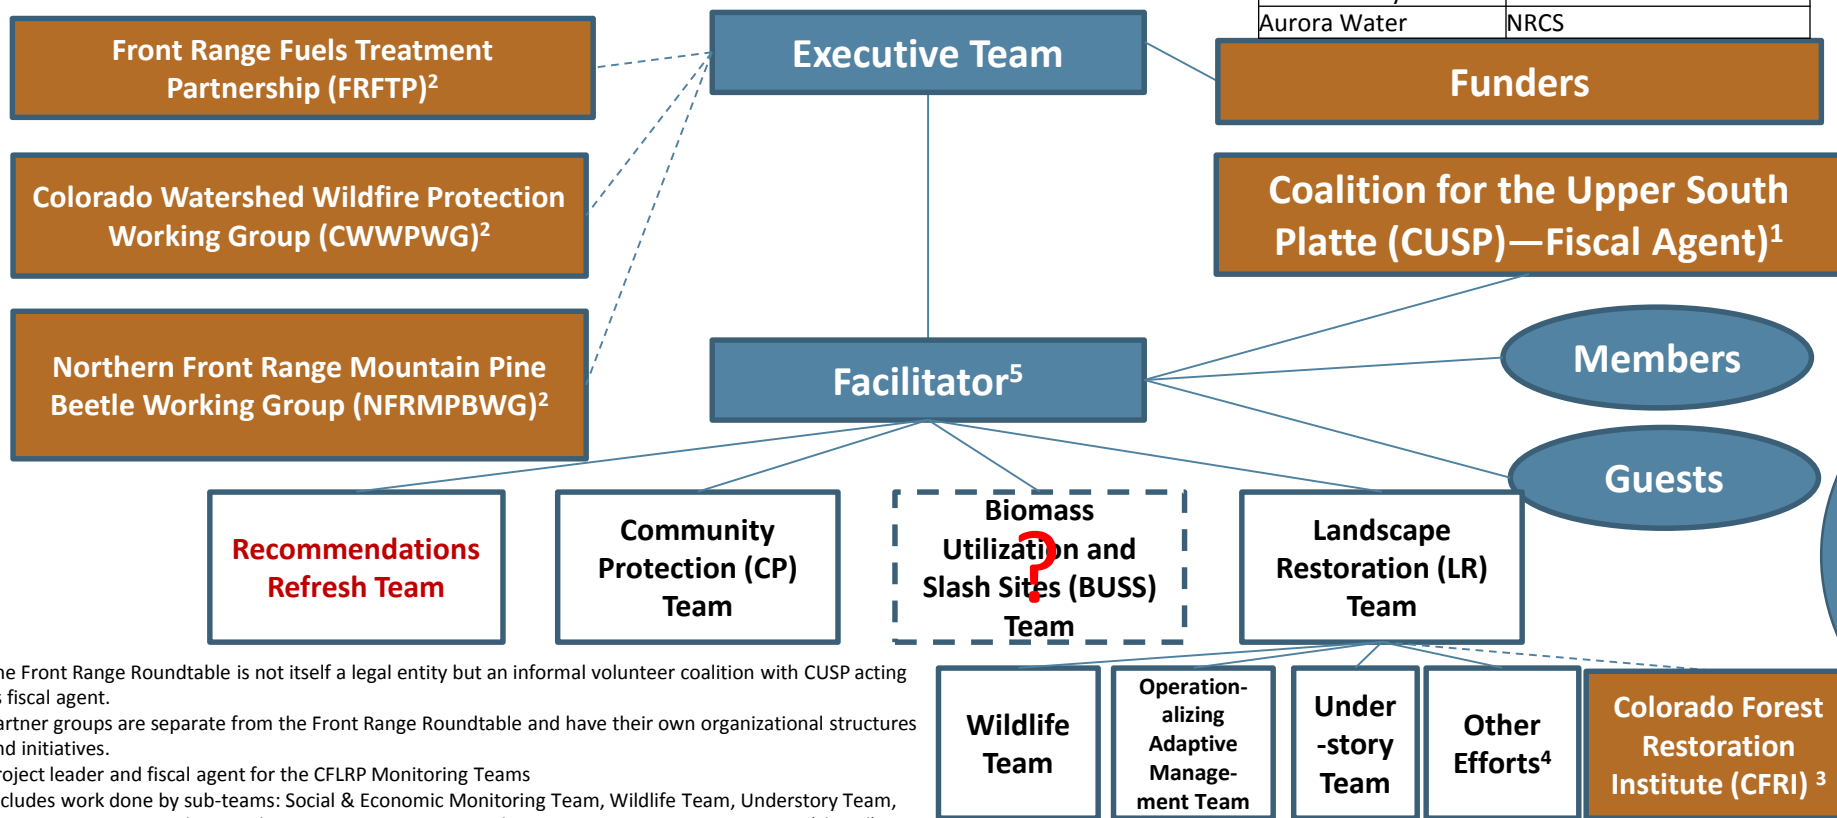 Aurora Water NRCS
Front Range Fuels Treatment
Partnership (FRFTP)2
Executive Team
Funders
Colorado Watershed Wildfire Protection
Working Group (CWWPWG)2
Coalition for the Upper South
Platte (CUSP)—Fiscal Agent)1
Northern Front Range Mountain Pine
Beetle Working Group (NFRMPBWG)2
Facilitator5
Members
Guests
Recommendations
Refresh Team
Community
Protection (CP)
Team
Biomass
Utilization and
Slash Sites (BUSS)
Team
?
Landscape
Restoration (LR)
Team
Wildlife
Team
Operation-
alizing
Adaptive
Manage-
ment Team
Under
-story
Team
Other
Efforts4
Colorado Forest
Restoration
Institute (CFRI) 3
he Front Range Roundtable is not itself a legal entity but an informal volunteer coalition with CUSP acting
s fiscal agent.
artner groups are separate from the Front Range Roundtable and have their own organizational structures
nd initiatives.
roject leader and fiscal agent for the CFLRP Monitoring Teams
cludes work done by sub-teams: Social & Economic Monitoring Team, Wildlife Team, Understory Team,